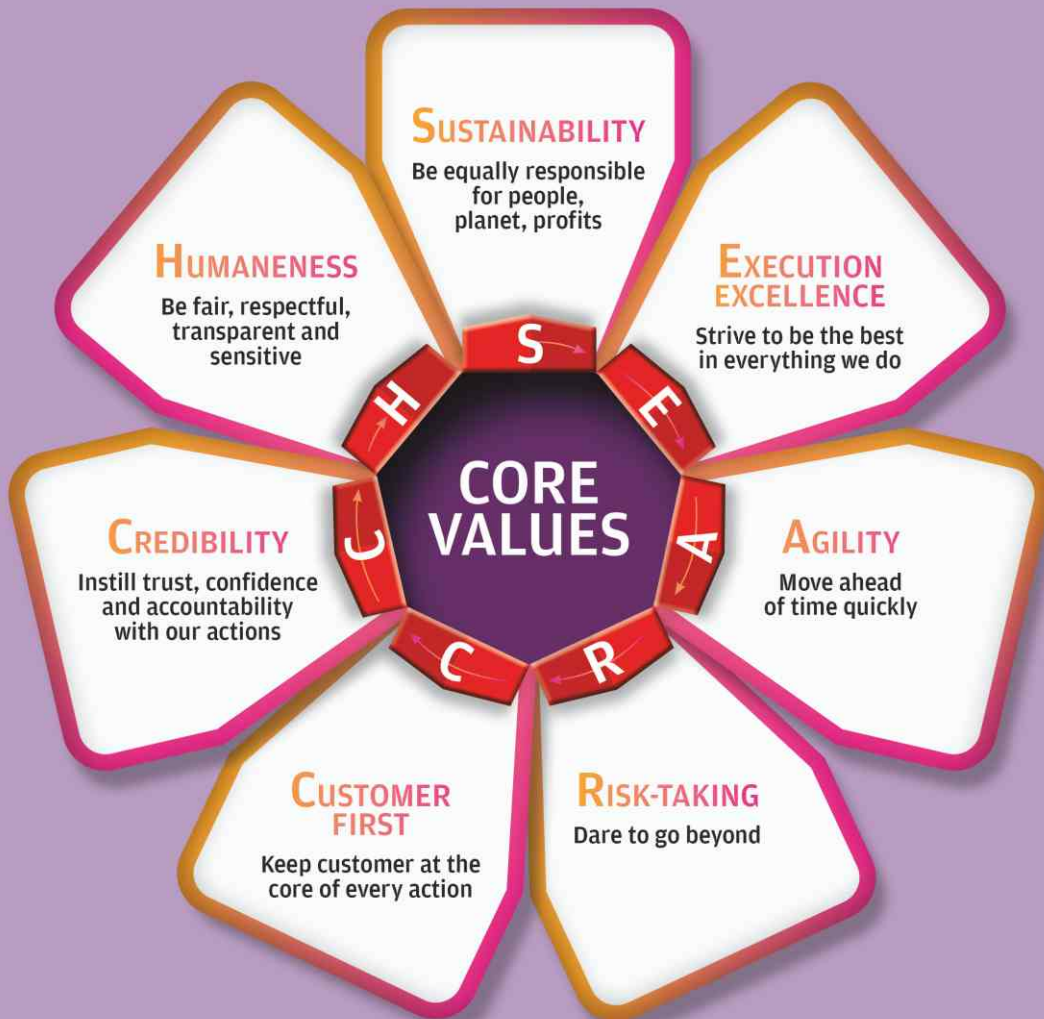 SUSTAINABILITY
Be equally responsible
for people,
planet, profits
EXECUTION
EXCELLENCE
Strive to be the best
in everything we do
AGILITY
Move ahead
of time quickly
RISK-TAKING
Dare to go beyond
CUSTOMER
FIRST
Keep customer at the
core of every action
CREDIBILITY
Instill trust, confidence
and accountability
with our actions
HUMANENESS
Be fair, respectful,
transparent and
sensitive
S
E
A
R
C
C
H
CORE
VALUES